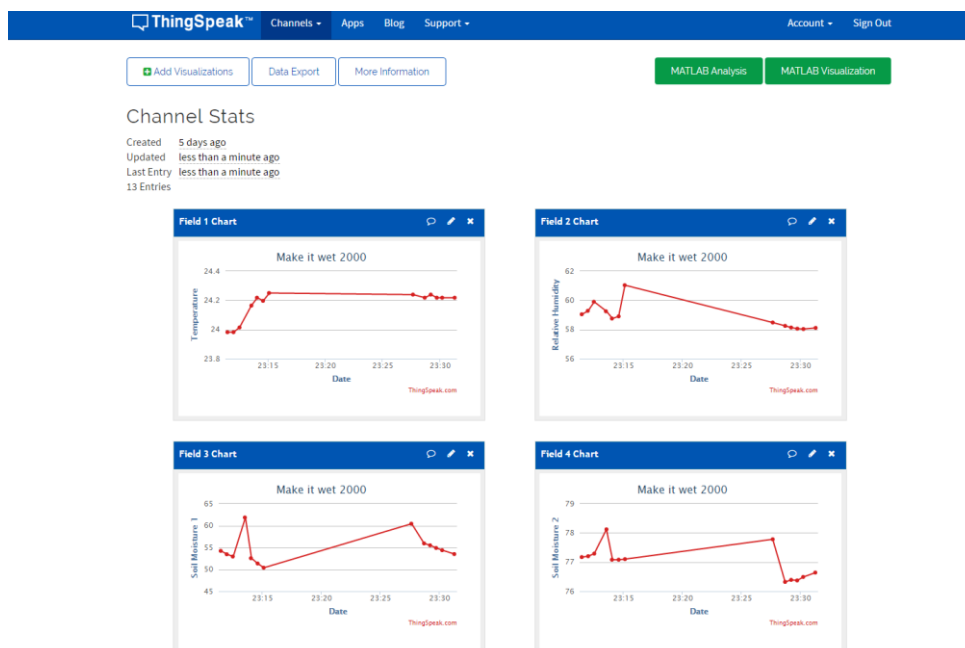 ThingSpeak™ Channels Apps Blog Support Account Sign Out
Add Visualizations Data Export More Information MATLAB Analysis MATLAB Visualization
Channel Stats
Created 5 days ago
Updated less than a minute ago
Last Entry less than a minute ago
13 Entries
Field 1 Chart
Make it wet 2000
Temperature
24.4
24.2
24
23.8
23:15 23:20 23:25 23:30
Date
ThingSpeak.com
Field 2 Chart
Make it wet 2000
Relative Humidity
62
60
58
56
23:15 23:20 23:25 23:30
Date
ThingSpeak.com
Field 3 Chart
Make it wet 2000
Soil Moisture 1
65
60
55
50
45
23:15 23:20 23:25 23:30
Date
ThingSpeak.com
Field 4 Chart
Make it wet 2000
Soil Moisture 2
79
78
77
76
23:15 23:20 23:25 23:30
Date
ThingSpeak.com